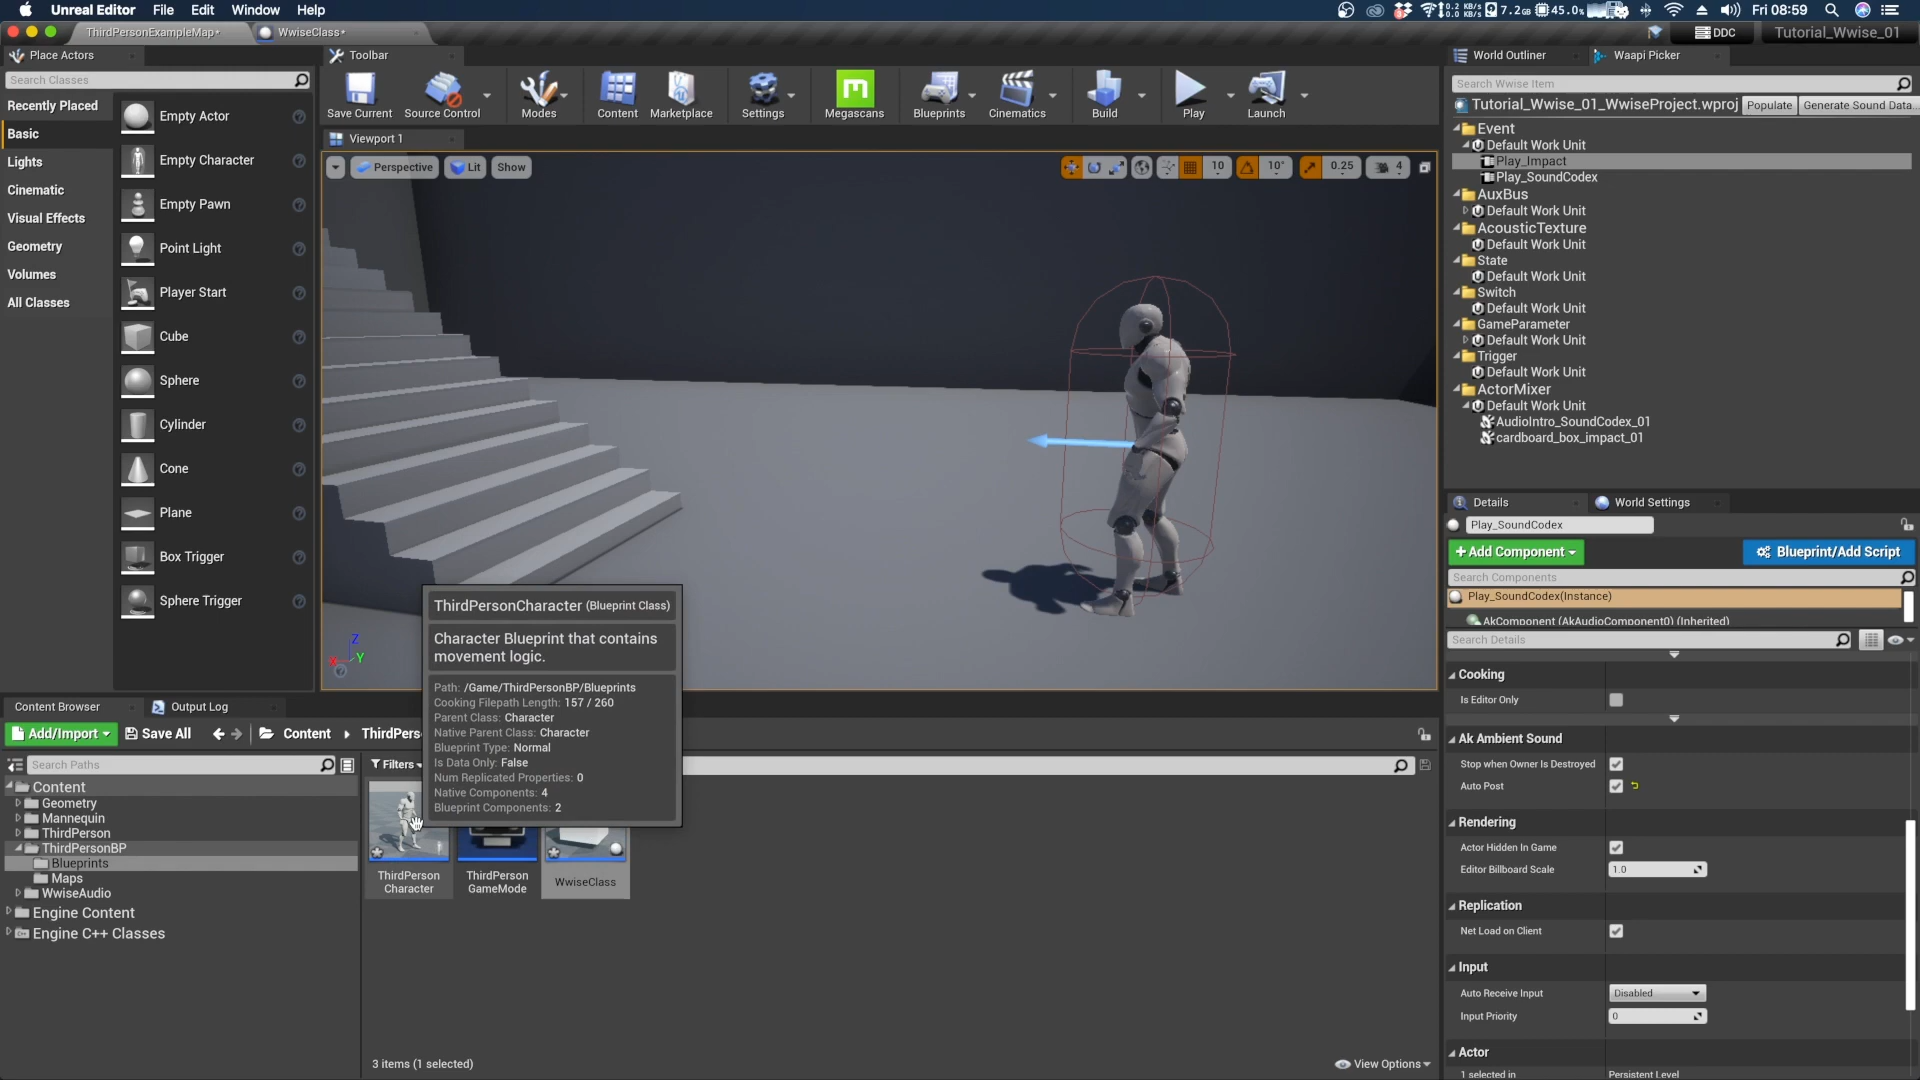 Unreal Editor File Edit Window Help
0.2 KB/s
0.0 KB/s
7.2GB 45.0% Fri 08:59
ThirdPersonExampleMap* WwiseClass*
DDC Tutorial_Wwise_01
Place Actors Toolbar World Outliner Waapi Picker
Search Classes Search Wwise Item
Recently Placed
Basic
Lights
Cinematic
Visual Effects
Geometry
Volumes
All Classes
Empty Actor
Empty Character
Empty Pawn
Point Light
Player Start
Cube
Sphere
Cylinder
Cone
Plane
Box Trigger
Sphere Trigger
Save Current Source Control Modes Content Marketplace Settings Megascans Blueprints Cinematics Build Play Launch
Viewport 1
Perspective Lit Show 10 10° 0.25 4
X Z Y
Tutorial_Wwise_01_WwiseProject.wproj Populate Generate Sound Data...
Event
Default Work Unit
Play_Impact
Play_SoundCodex
AuxBus
Default Work Unit
AcousticTexture
Default Work Unit
State
Default Work Unit
Switch
Default Work Unit
GameParameter
Default Work Unit
Trigger
Default Work Unit
ActorMixer
Default Work Unit
AudioIntro_SoundCodex_01
cardboard_box_impact_01
Details World Settings
Play_SoundCodex
+Add Component Blueprint/Add Script
Search Components
Play_SoundCodex(Instance)
AkComponent (AkAudioComponent0) (Inherited)
Search Details
Cooking
Is Editor Only
Ak Ambient Sound
Stop when Owner Is Destroyed
Auto Post
Rendering
Actor Hidden In Game
Editor Billboard Scale 1.0
Replication
Net Load on Client
Input
Auto Receive Input Disabled
Input Priority 0
Actor
1 selected in Persistent Level
ThirdPersonCharacter (Blueprint Class)
Character Blueprint that contains
movement logic.
Path: /Game/ThirdPersonBP/Blueprints
Cooking Filepath Length: 157 / 260
Parent Class: Character
Native Parent Class: Character
Blueprint Type: Normal
Is Data Only: False
Num Replicated Properties: 0
Native Components: 4
Blueprint Components: 2
Content Browser Output Log
Add/Import Save All Content ThirdPers
Search Paths Filters
Content
Geometry
Mannequin
ThirdPerson
ThirdPersonBP
Blueprints
Maps
WwiseAudio
Engine Content
Engine C++ Classes
ThirdPerson
Character
ThirdPerson
GameMode
WwiseClass
3 items (1 selected) View Options